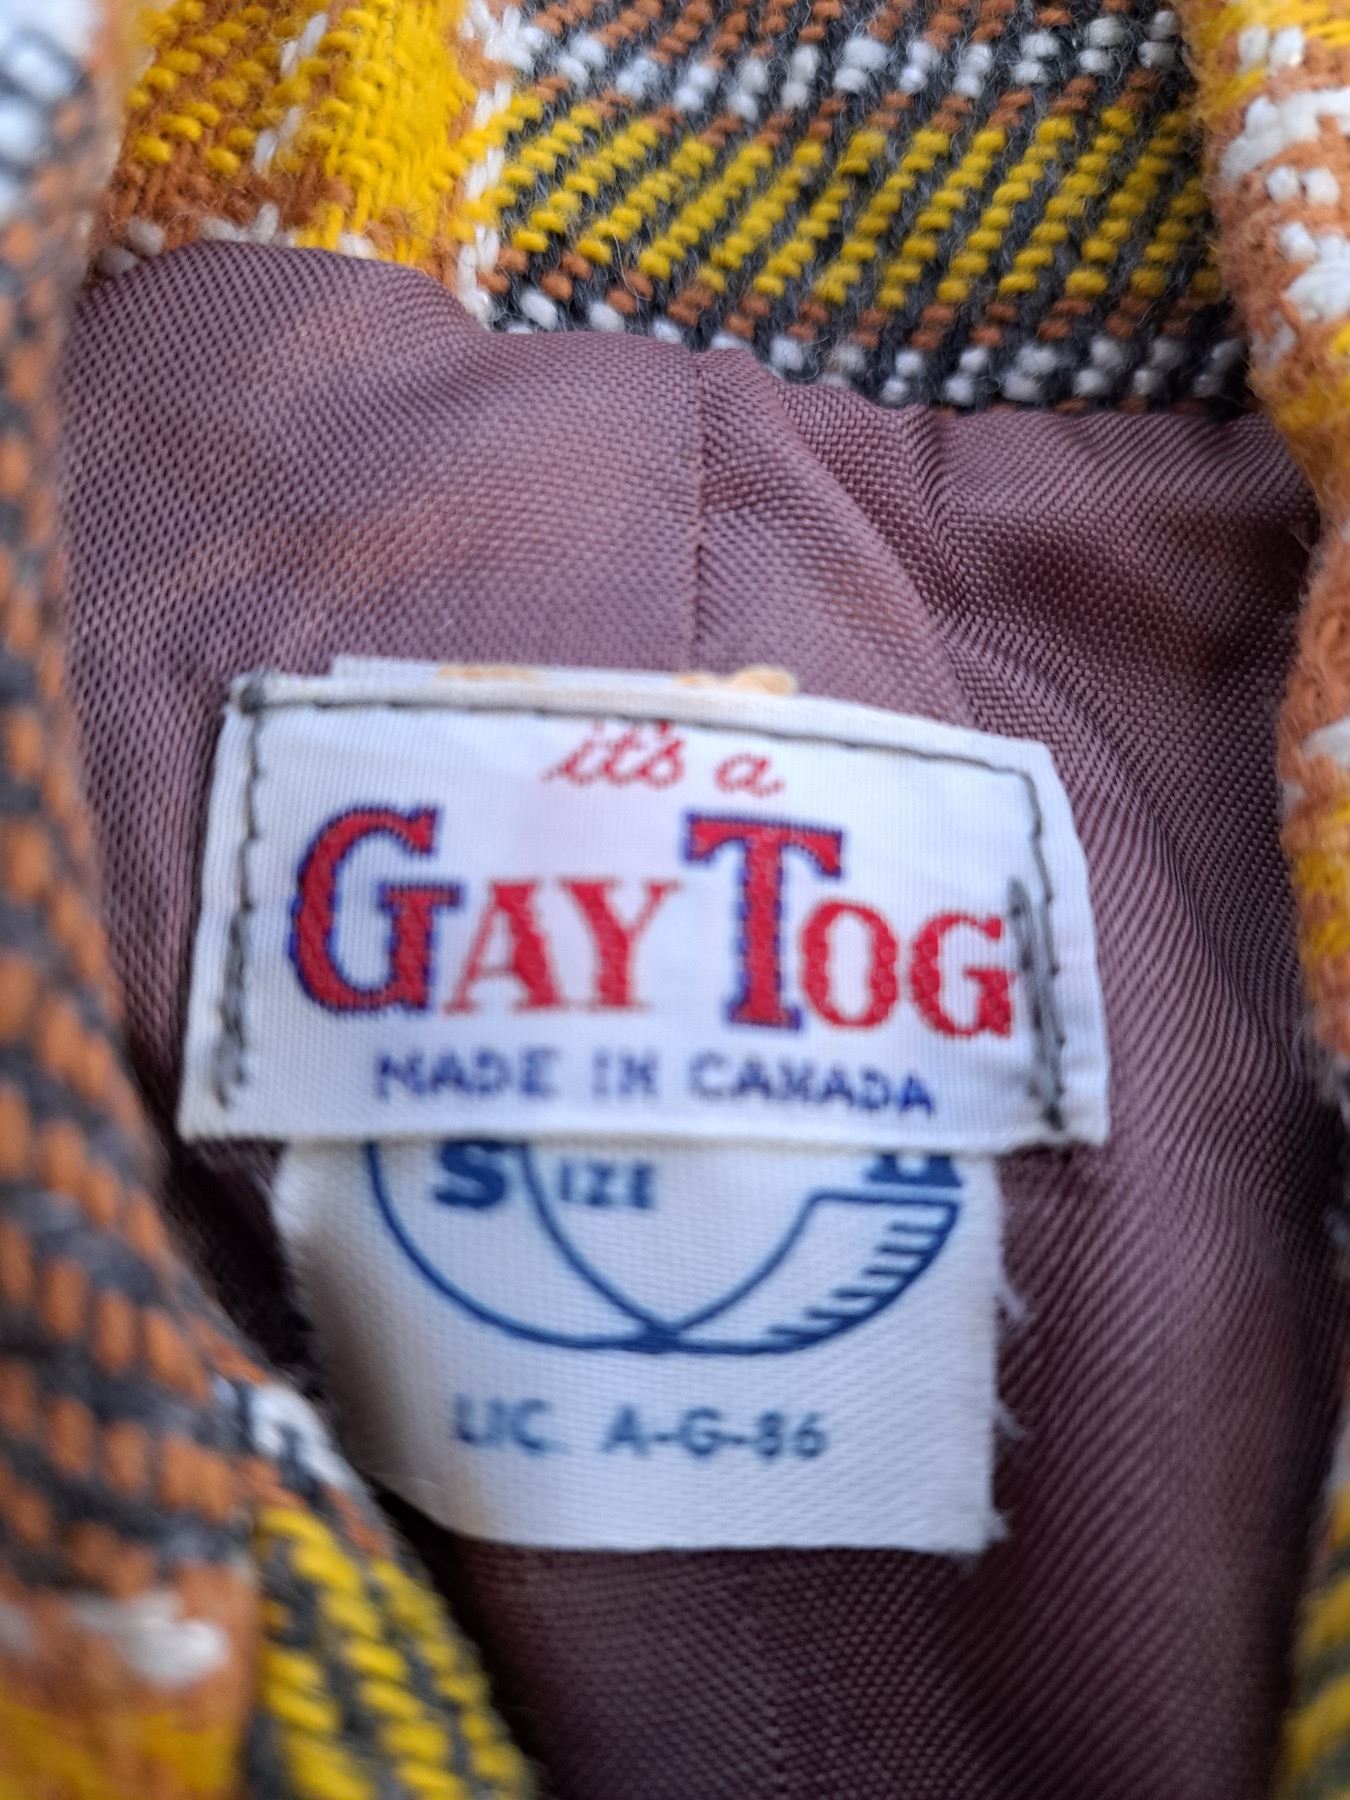 it's a
GAY TOG
MADE IN CANADA
SIZE
LIC. A-G-86